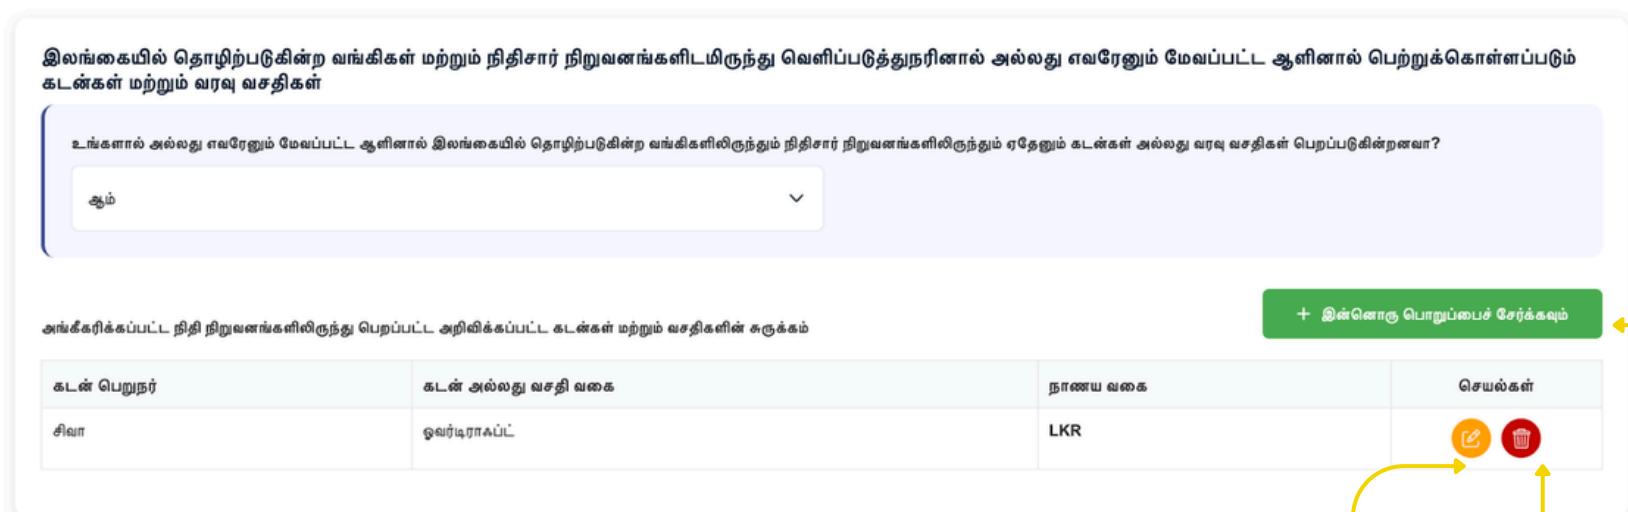 இலங்கையில் தொழிற்படுகின்ற வங்கிகள் மற்றும் நிதிசார் நிறுவனங்களிடமிருந்து வெளிப்படுத்துநரினால் அல்லது எவரேனும் மேவப்பட்ட ஆளினால் பெற்றுக்கொள்ளப்படும்
கடன்கள் மற்றும் வரவு வசதிகள்
உங்களால் அல்லது எவரேனும் மேவப்பட்ட ஆளினால் இலங்கையில் தொழிற்படுகின்ற வங்கிகளிலிருந்தும் நிதிசார் நிறுவனங்களிலிருந்தும் ஏதேனும் கடன்கள் அல்லது வரவு வசதிகள் பெறப்படுகின்றனவா?
ஆம்
+ இன்னொரு பொறுப்பைச் சேர்க்கவும்
அங்கீகரிக்கப்பட்ட நிதி நிறுவனங்களிலிருந்து பெறப்பட்ட அறிவிக்கப்பட்ட கடன்கள் மற்றும் வசதிகளின் சுருக்கம்
கடன் பெறுநர் கடன் அல்லது வசதி வகை நாணய வகை செயல்கள்
சிவா ஓவர்டிராஃப்ட் LKR